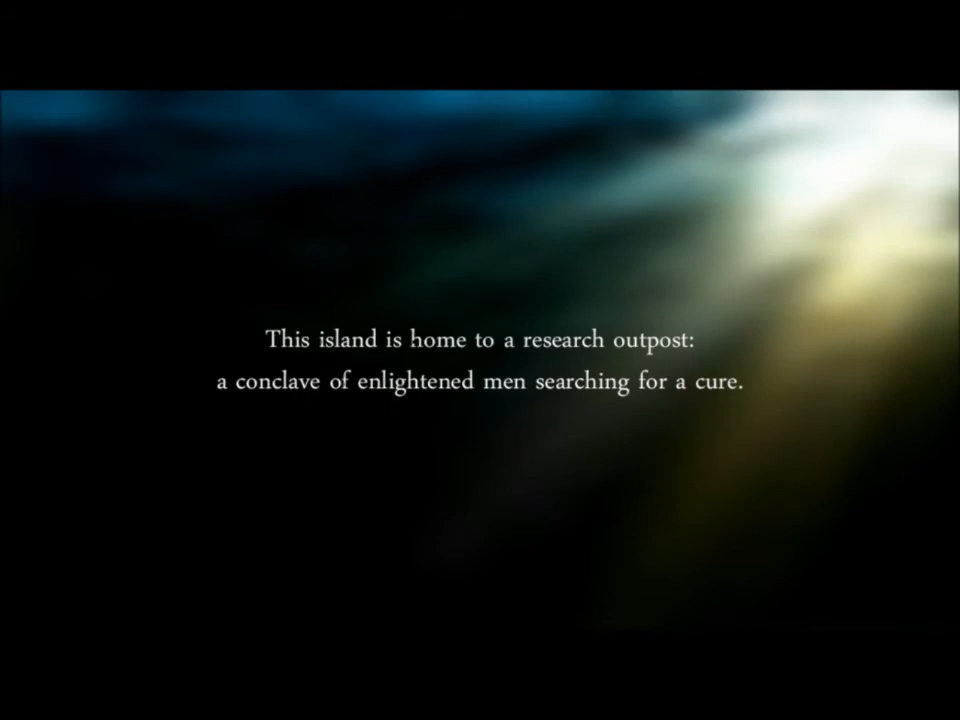 This island is home to a research outpost:
a conclave of enlightened men searching for a cure.